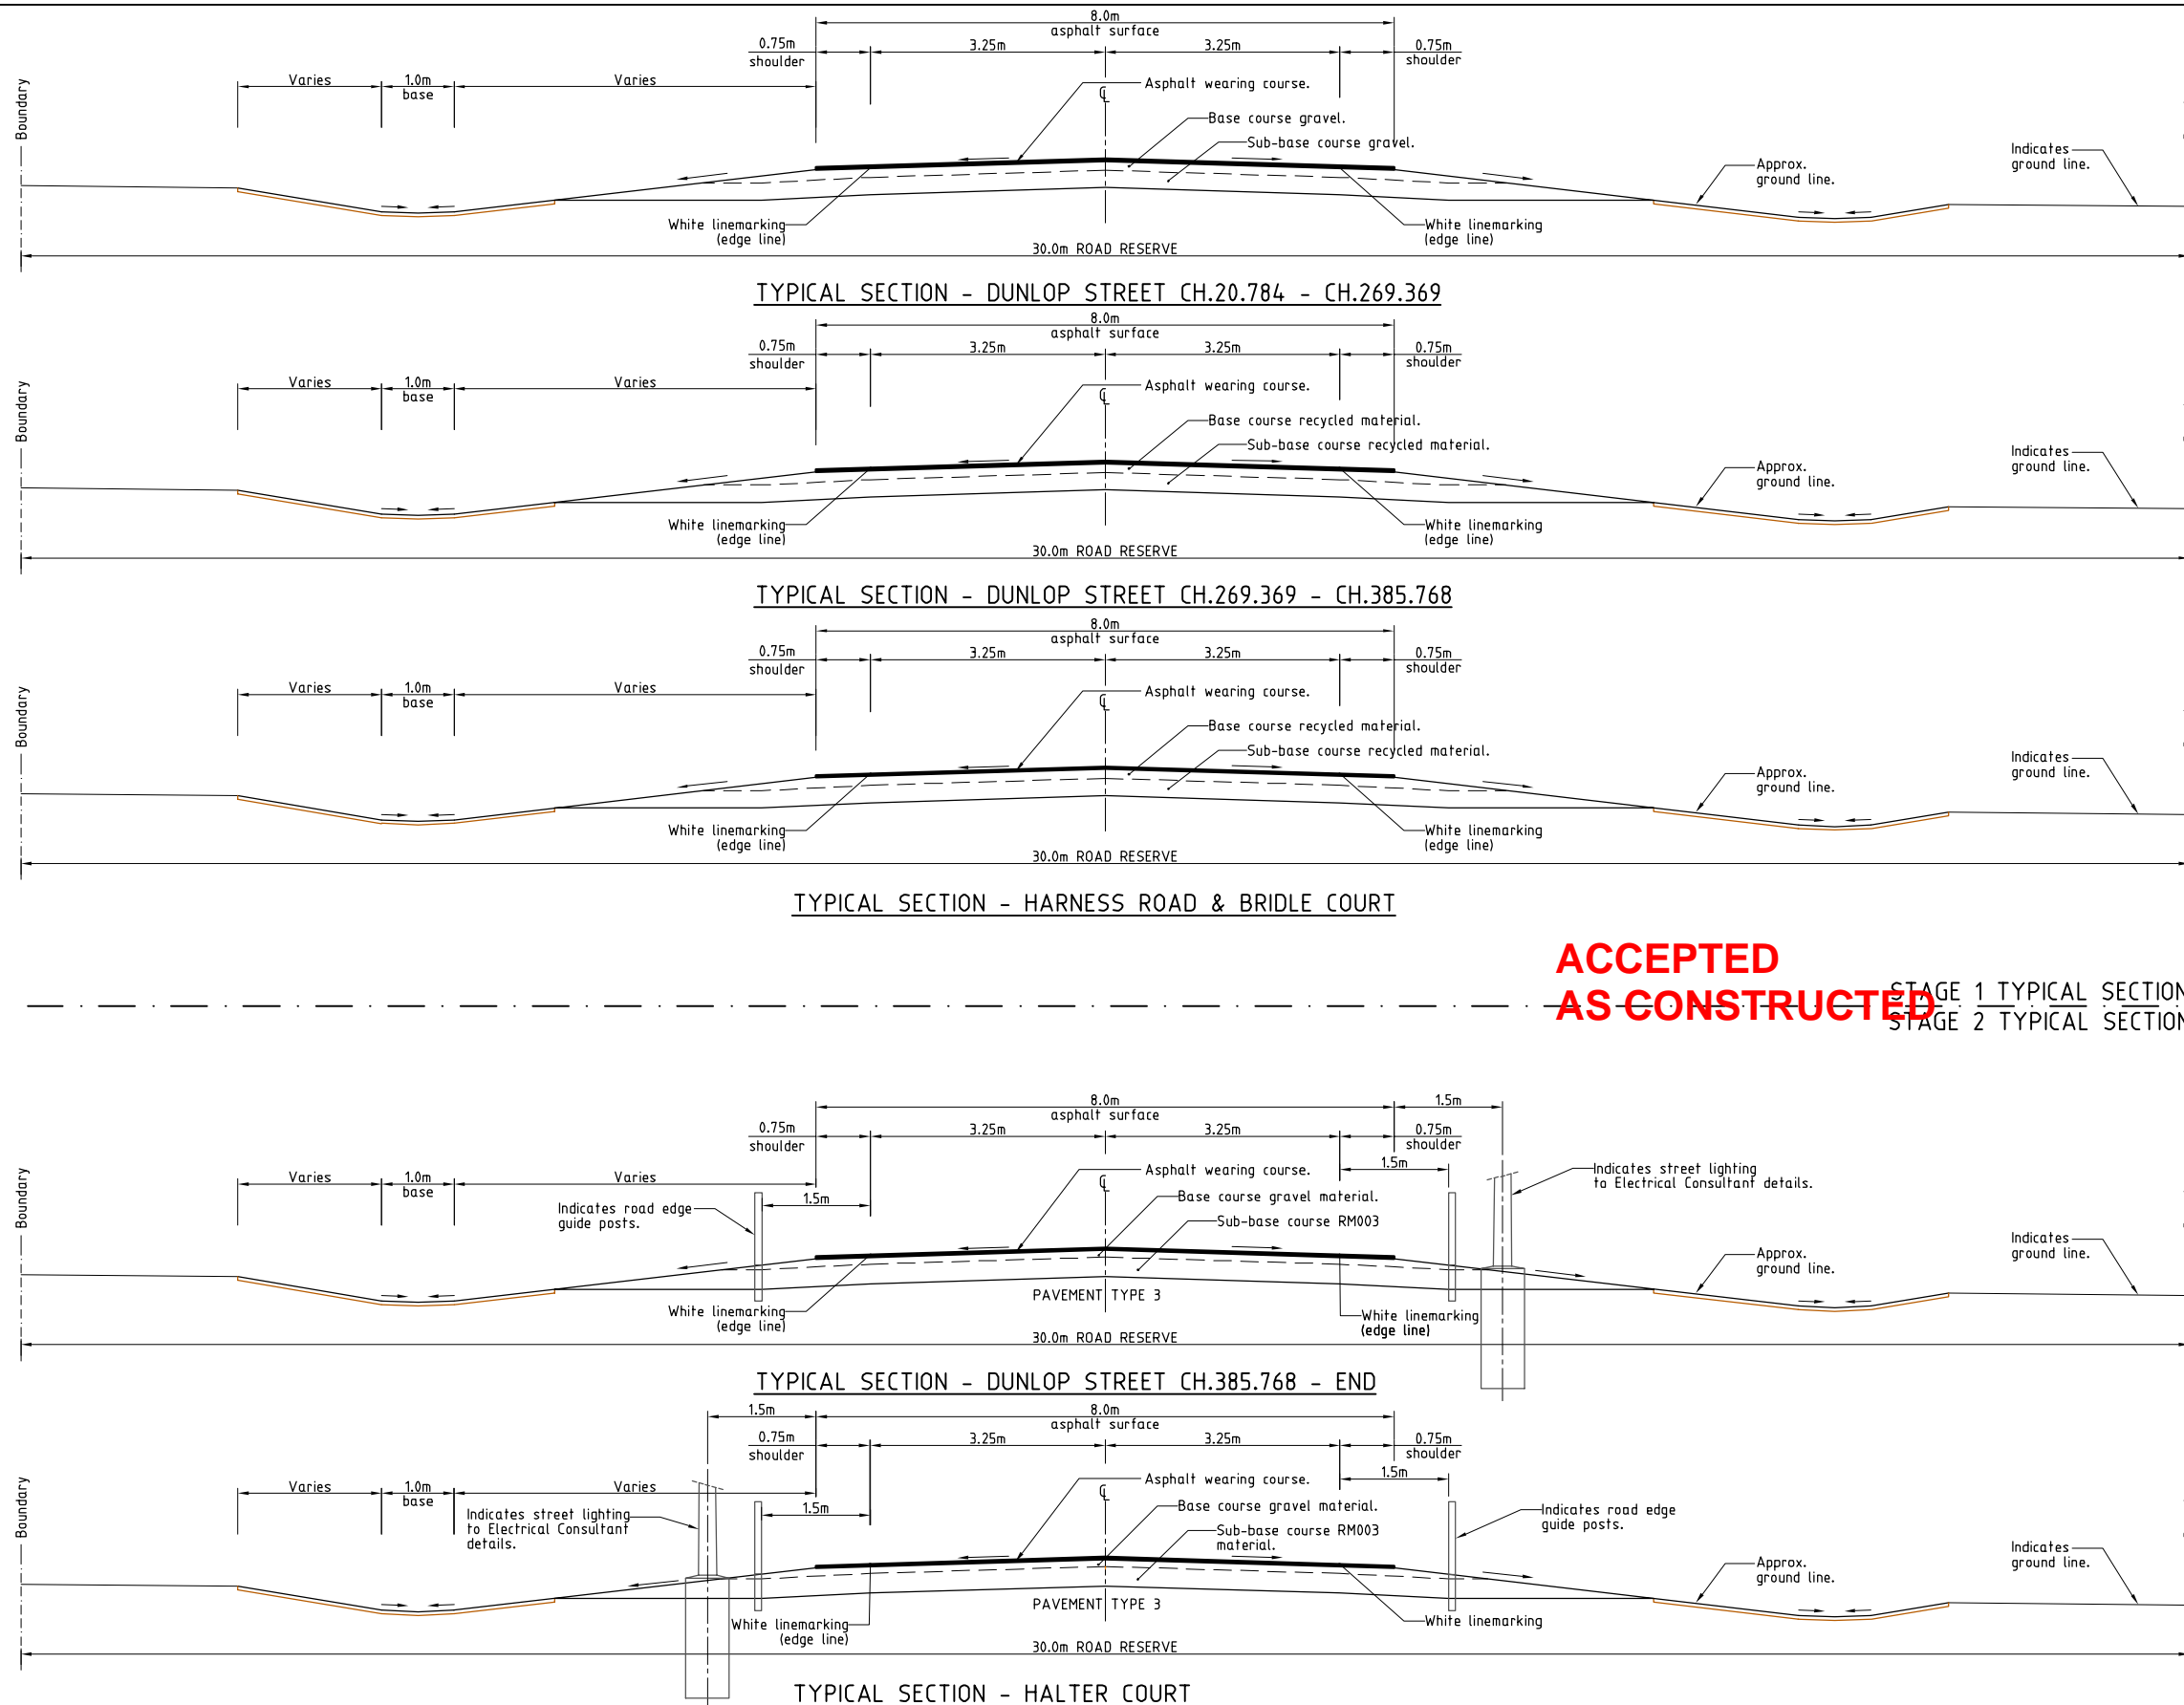 8.0m
asphalt surface
0.75m
shoulder
3.25m
3.25m
0.75m
shoulder
Varies
1.0m
base
Varies
Boundary
Asphalt wearing course.
CL
Base course gravel.
Sub-base course gravel.
Approx.
ground line.
Indicates
ground line.
White linemarking
(edge line)
White linemarking
(edge line)
30.0m ROAD RESERVE
TYPICAL SECTION - DUNLOP STREET CH.20.784 - CH.269.369
8.0m
asphalt surface
0.75m
shoulder
3.25m
3.25m
0.75m
shoulder
Varies
1.0m
base
Varies
Boundary
Asphalt wearing course.
CL
Base course recycled material.
Sub-base course recycled material.
Approx.
ground line.
Indicates
ground line.
White linemarking
(edge line)
White linemarking
(edge line)
30.0m ROAD RESERVE
TYPICAL SECTION - DUNLOP STREET CH.269.369 - CH.385.768
8.0m
asphalt surface
0.75m
shoulder
3.25m
3.25m
0.75m
shoulder
Varies
1.0m
base
Varies
Boundary
Asphalt wearing course.
CL
Base course recycled material.
Sub-base course recycled material.
Approx.
ground line.
Indicates
ground line.
White linemarking
(edge line)
White linemarking
(edge line)
30.0m ROAD RESERVE
TYPICAL SECTION - HARNESS ROAD & BRIDLE COURT
ACCEPTED
AS CONSTRUCTED
STAGE 1 TYPICAL SECTION
STAGE 2 TYPICAL SECTION
8.0m
asphalt surface
1.5m
0.75m
shoulder
3.25m
3.25m
0.75m
shoulder
1.5m
Varies
1.0m
base
Varies
1.5m
Boundary
Indicates road edge
guide posts.
Asphalt wearing course.
CL
Base course gravel material.
Sub-base course RM003
Indicates street lighting
to Electrical Consultant details.
Approx.
ground line.
Indicates
ground line.
White linemarking
(edge line)
PAVEMENT TYPE 3
White linemarking
(edge line)
30.0m ROAD RESERVE
TYPICAL SECTION - DUNLOP STREET CH.385.768 - END
1.5m
8.0m
asphalt surface
0.75m
shoulder
3.25m
3.25m
0.75m
shoulder
1.5m
Varies
1.0m
base
Varies
1.5m
Boundary
Indicates street lighting
to Electrical Consultant
details.
Asphalt wearing course.
CL
Base course gravel material.
Sub-base course RM003
material.
Indicates road edge
guide posts.
Approx.
ground line.
Indicates
ground line.
White linemarking
(edge line)
PAVEMENT TYPE 3
White linemarking
30.0m ROAD RESERVE
TYPICAL SECTION - HALTER COURT